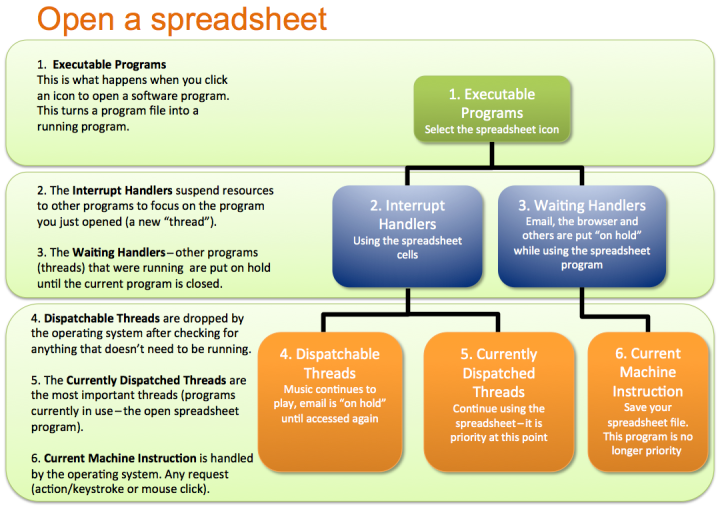 Open a spreadsheet
1. Executable Programs
This is what happens when you click
an icon to open a software program.
This turns a program file into a
running program.
1. Executable
Programs
Select the spreadsheet icon
2. The Interrupt Handlers suspend resources
to other programs to focus on the program
you just opened (a new “thread”).
3. The Waiting Handlers – other programs
(threads) that were running are put on hold
until the current program is closed.
2. Interrupt
Handlers
Using the spreadsheet
cells
3. Waiting Handlers
Email, the browser and
others are put “on hold”
while using the spreadsheet
program
4. Dispatchable Threads are dropped by
the operating system after checking for
anything that doesn’t need to be running.
5. The Currently Dispatched Threads are
the most important threads (programs
currently in use – the open spreadsheet
program).
6. Current Machine Instruction is handled
by the operating system. Any request
(action/keystroke or mouse click).
4. Dispatchable
Threads
Music continues to
play, email is “on hold”
until accessed again
5. Currently
Dispatched
Threads
Continue using the
spreadsheet – it is
priority at this point
6. Current
Machine
Instruction
Save your
spreadsheet file.
This program is no
longer priority